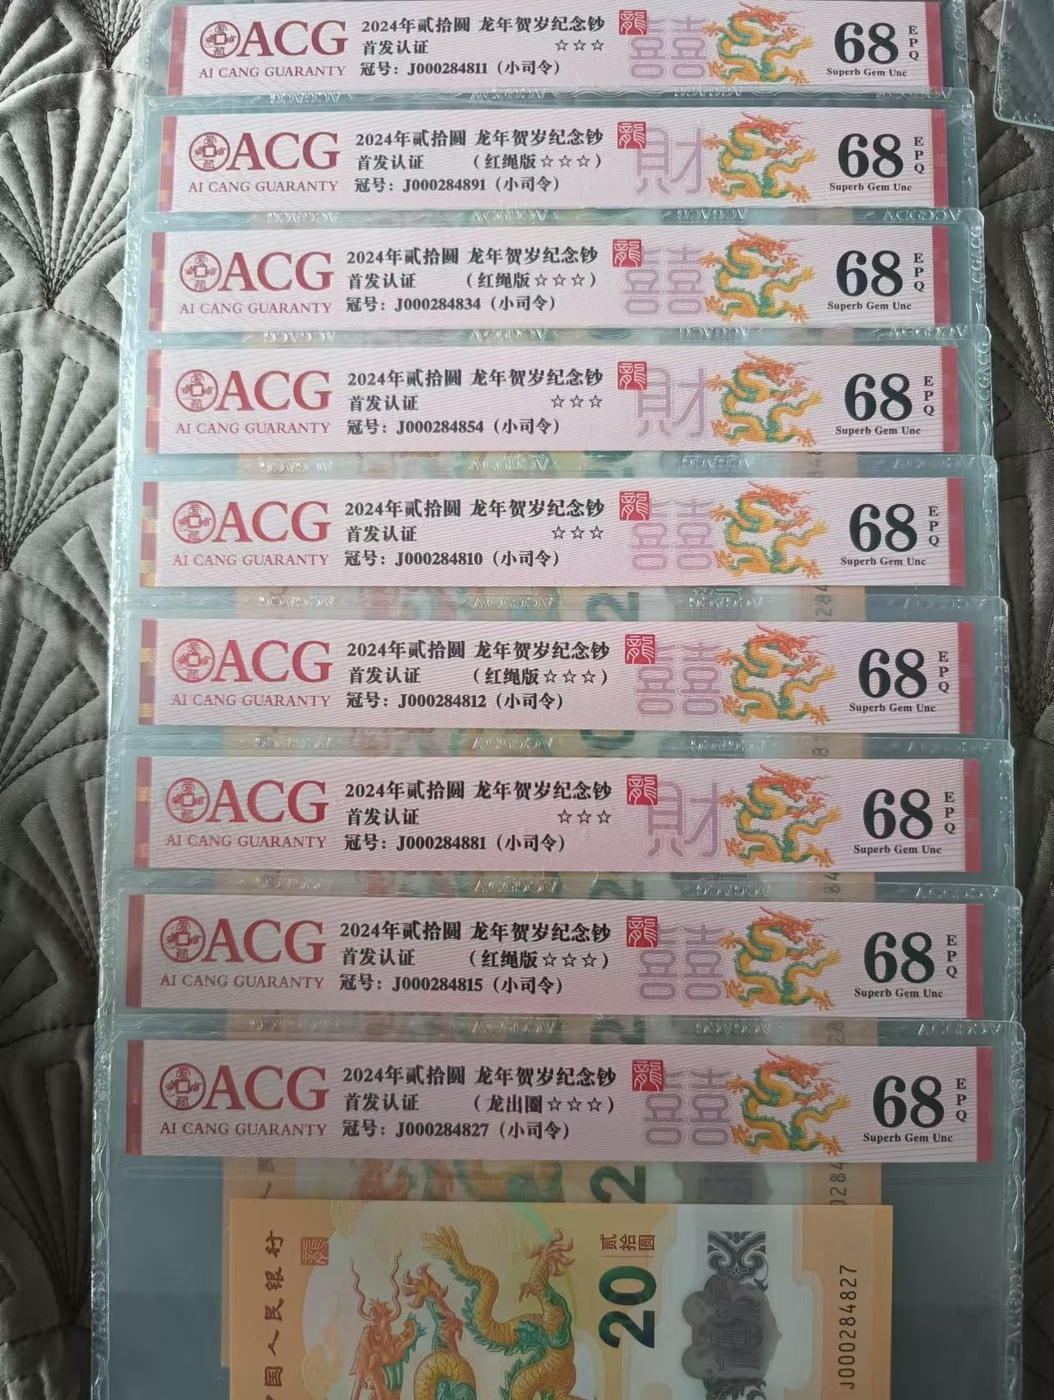 ACG
AI CANG GUARANTY
2024年贰拾圆 龙年贺岁纪念钞
首发认证 ☆☆☆
冠号：J000284811（小司令）
龍
囍
68
EPQ
Superb Gem Unc
ACG
AI CANG GUARANTY
2024年贰拾圆 龙年贺岁纪念钞
首发认证 （红绳版☆☆☆）
冠号：J000284891（小司令）
龍
财
68
EPQ
Superb Gem Unc
ACG
AI CANG GUARANTY
2024年贰拾圆 龙年贺岁纪念钞
首发认证 （红绳版☆☆☆）
冠号：J000284834（小司令）
龍
囍
68
EPQ
Superb Gem Unc
ACG
AI CANG GUARANTY
2024年贰拾圆 龙年贺岁纪念钞
首发认证 ☆☆☆
冠号：J000284854（小司令）
龍
财
68
EPQ
Superb Gem Unc
ACG
AI CANG GUARANTY
2024年贰拾圆 龙年贺岁纪念钞
首发认证 ☆☆☆
冠号：J000284810（小司令）
龍
囍
68
EPQ
Superb Gem Unc
ACG
AI CANG GUARANTY
2024年贰拾圆 龙年贺岁纪念钞
首发认证 （红绳版☆☆☆）
冠号：J000284812（小司令）
龍
囍
68
EPQ
Superb Gem Unc
ACG
AI CANG GUARANTY
2024年贰拾圆 龙年贺岁纪念钞
首发认证 ☆☆☆
冠号：J000284881（小司令）
龍
财
68
EPQ
Superb Gem Unc
ACG
AI CANG GUARANTY
2024年贰拾圆 龙年贺岁纪念钞
首发认证 （红绳版☆☆☆）
冠号：J000284815（小司令）
龍
囍
68
EPQ
Superb Gem Unc
ACG
AI CANG GUARANTY
2024年贰拾圆 龙年贺岁纪念钞
首发认证 （龙出圈☆☆☆）
冠号：J000284827（小司令）
龍
囍
68
EPQ
Superb Gem Unc
国人民银行
贰拾圆
20
J000284827